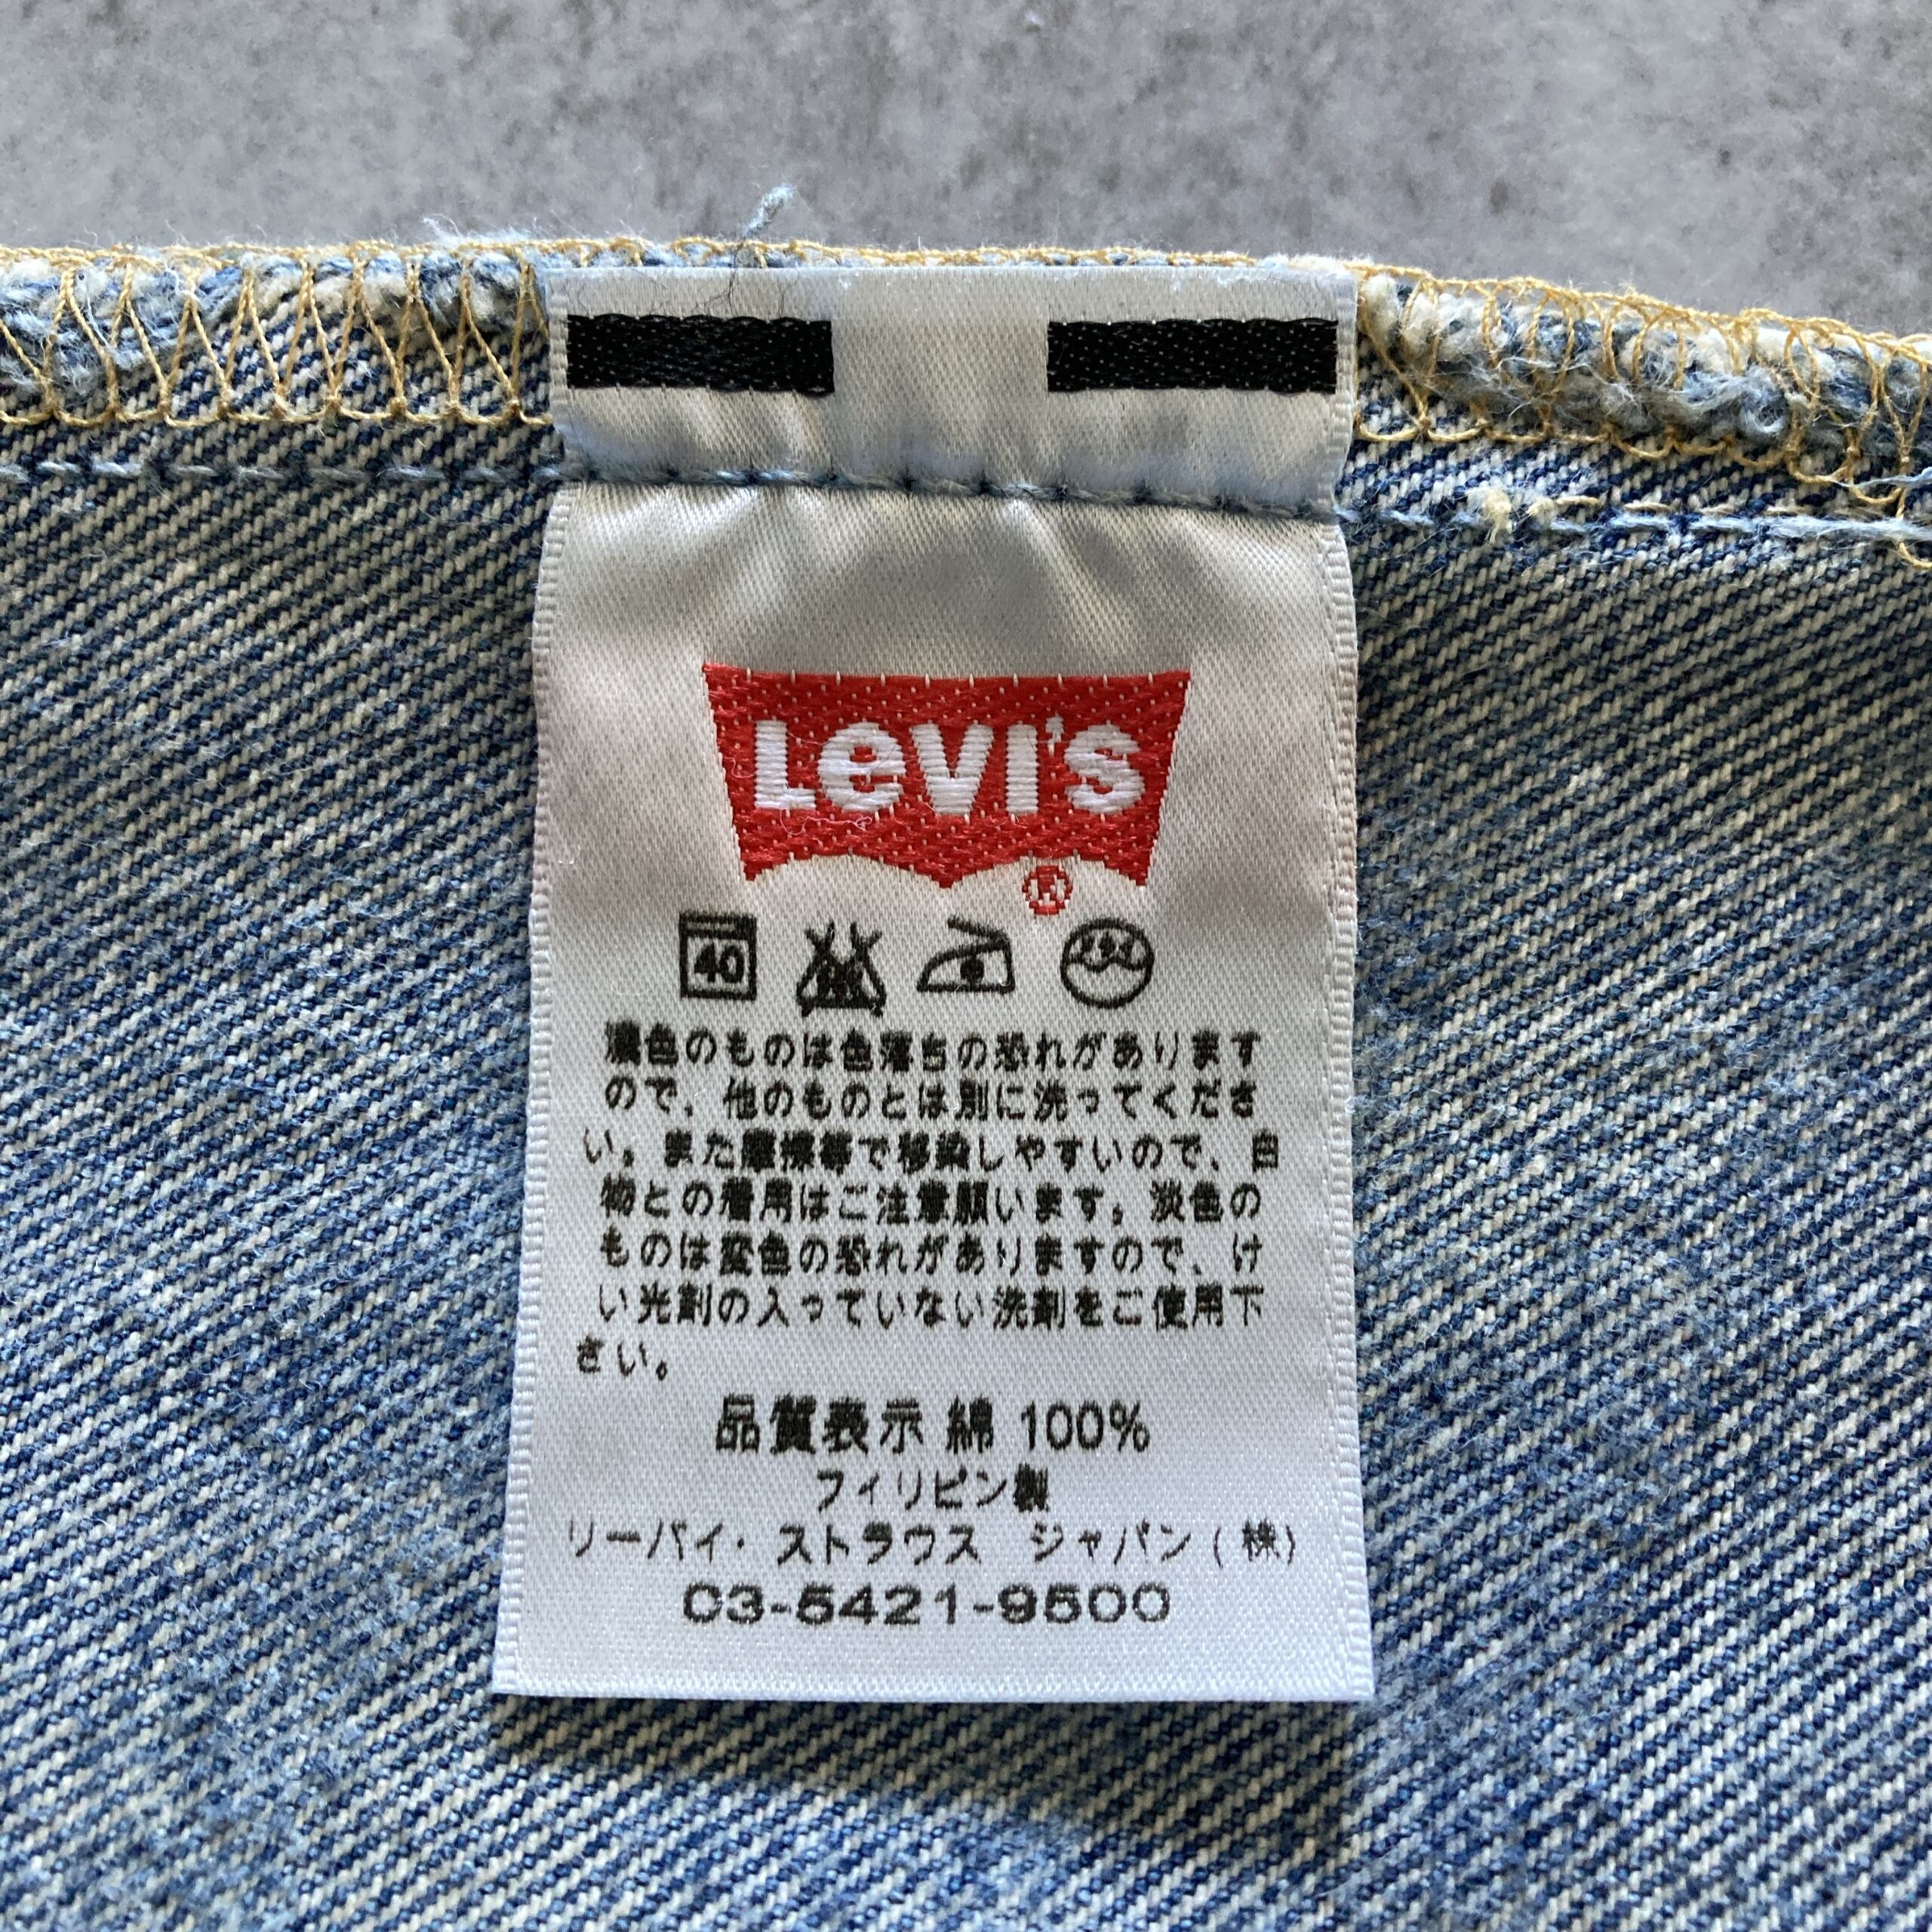 Levi's
®
40
濃色のものは色落ちの恐れがあります
ので、他のものとは別に洗ってくださ
い。また摩擦等で移染しやすいので、白
物との着用はご注意願います。淡色の
ものは変色の恐れがありますので、け
い光剤の入っていない洗剤をご使用下
さい。
品質表示 綿 100%
フィリピン製
リーバイ・ストラウス ジャパン(株)
03-5421-9500